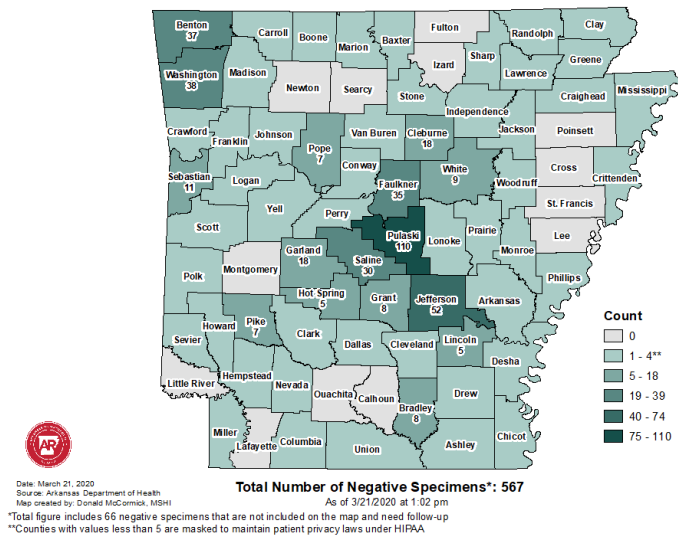 Benton
37
Carroll
Boone
Marion
Baxter
Fulton
Randolph
Clay
Sharp
Izard
Greene
Washington
38
Madison
Newton
Searcy
Stone
Lawrence
Independence
Craighead
Mississippi
Jackson
Poinsett
Crawford
Franklin
Johnson
Pope
7
Van Buren
Cleburne
18
White
9
Cross
Crittenden
Sebastian
11
Logan
Conway
Faulkner
35
Woodruff
St. Francis
Yell
Perry
Scott
Pulaski
110
Lonoke
Prairie
Monroe
Lee
Phillips
Garland
18
Saline
30
Polk
Montgomery
Hot Spring
5
Grant
8
Jefferson
52
Arkansas
Howard
Pike
7
Clark
Dallas
Cleveland
Lincoln
5
Desha
Sevier
Hempstead
Nevada
Little River
Ouachita
Calhoun
Bradley
8
Drew
Miller
Lafayette
Columbia
Union
Ashley
Chicot
Count
0
1 - 4**
5 - 18
19 - 39
40 - 74
75 - 110
AR
Date: March 21, 2020
Source: Arkansas Department of Health
Map created by: Donald McCormick, MSHI
Total Number of Negative Specimens*: 567
As of 3/21/2020 at 1:02 pm
*Total figure includes 66 negative specimens that are not included on the map and need follow-up
**Counties with values less than 5 are masked to maintain patient privacy laws under HIPAA